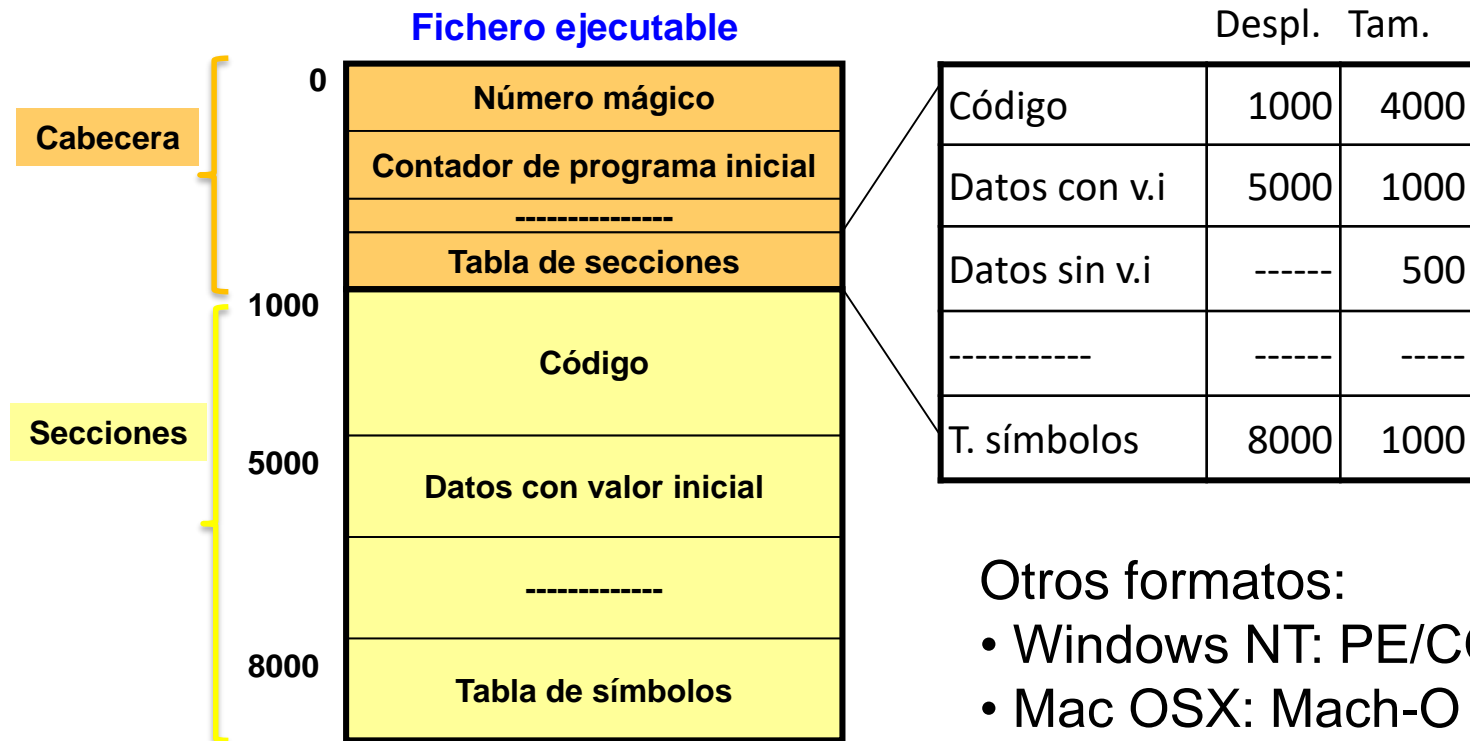 Fichero ejecutable
Cabecera
0
Número mágico
Contador de programa inicial
---------------
Tabla de secciones
1000
Código
Secciones
5000
Datos con valor inicial
-------------
8000
Tabla de símbolos
Despl. Tam.
Código 1000 4000
Datos con v.i 5000 1000
Datos sin v.i ------ 500
----------- ------ -----
T. símbolos 8000 1000
Otros formatos:
• Windows NT: PE/C
• Mac OSX: Mach-O